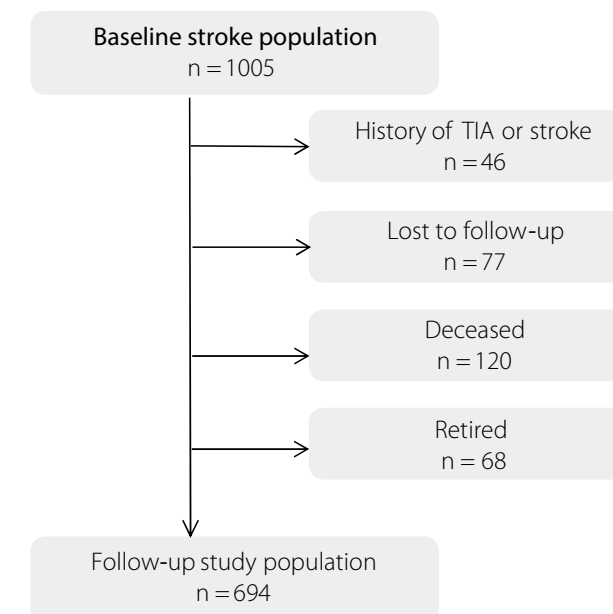 Baseline stroke population
n = 1005
History of TIA or stroke
n = 46
Lost to follow-up
n = 77
Deceased
n = 120
Retired
n = 68
Follow-up study population
n = 694